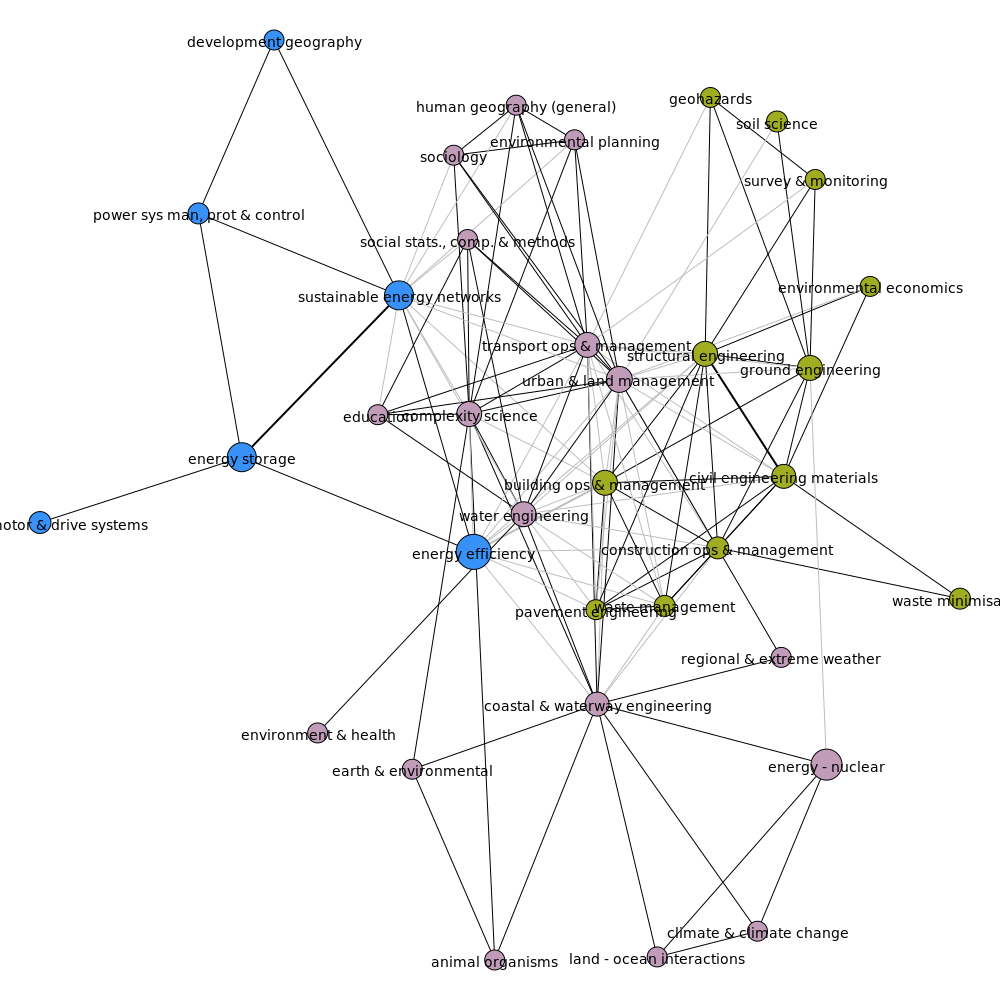 development geography
human geography (general)
geohazards
soil science
environmental planning
sociology
survey & monitoring
power sys man, prot & control
social stats., comp. & methods
environmental economics
sustainable energy networks
transport ops & management
structural engineering
ground engineering
urban & land management
education
complexity science
energy storage
civil engineering materials
building ops & management
water engineering
motor & drive systems
energy efficiency
construction ops & management
waste minimisa
pavement engineering
waste management
regional & extreme weather
coastal & waterway engineering
environment & health
earth & environmental
energy - nuclear
climate & climate change
land - ocean interactions
animal organisms